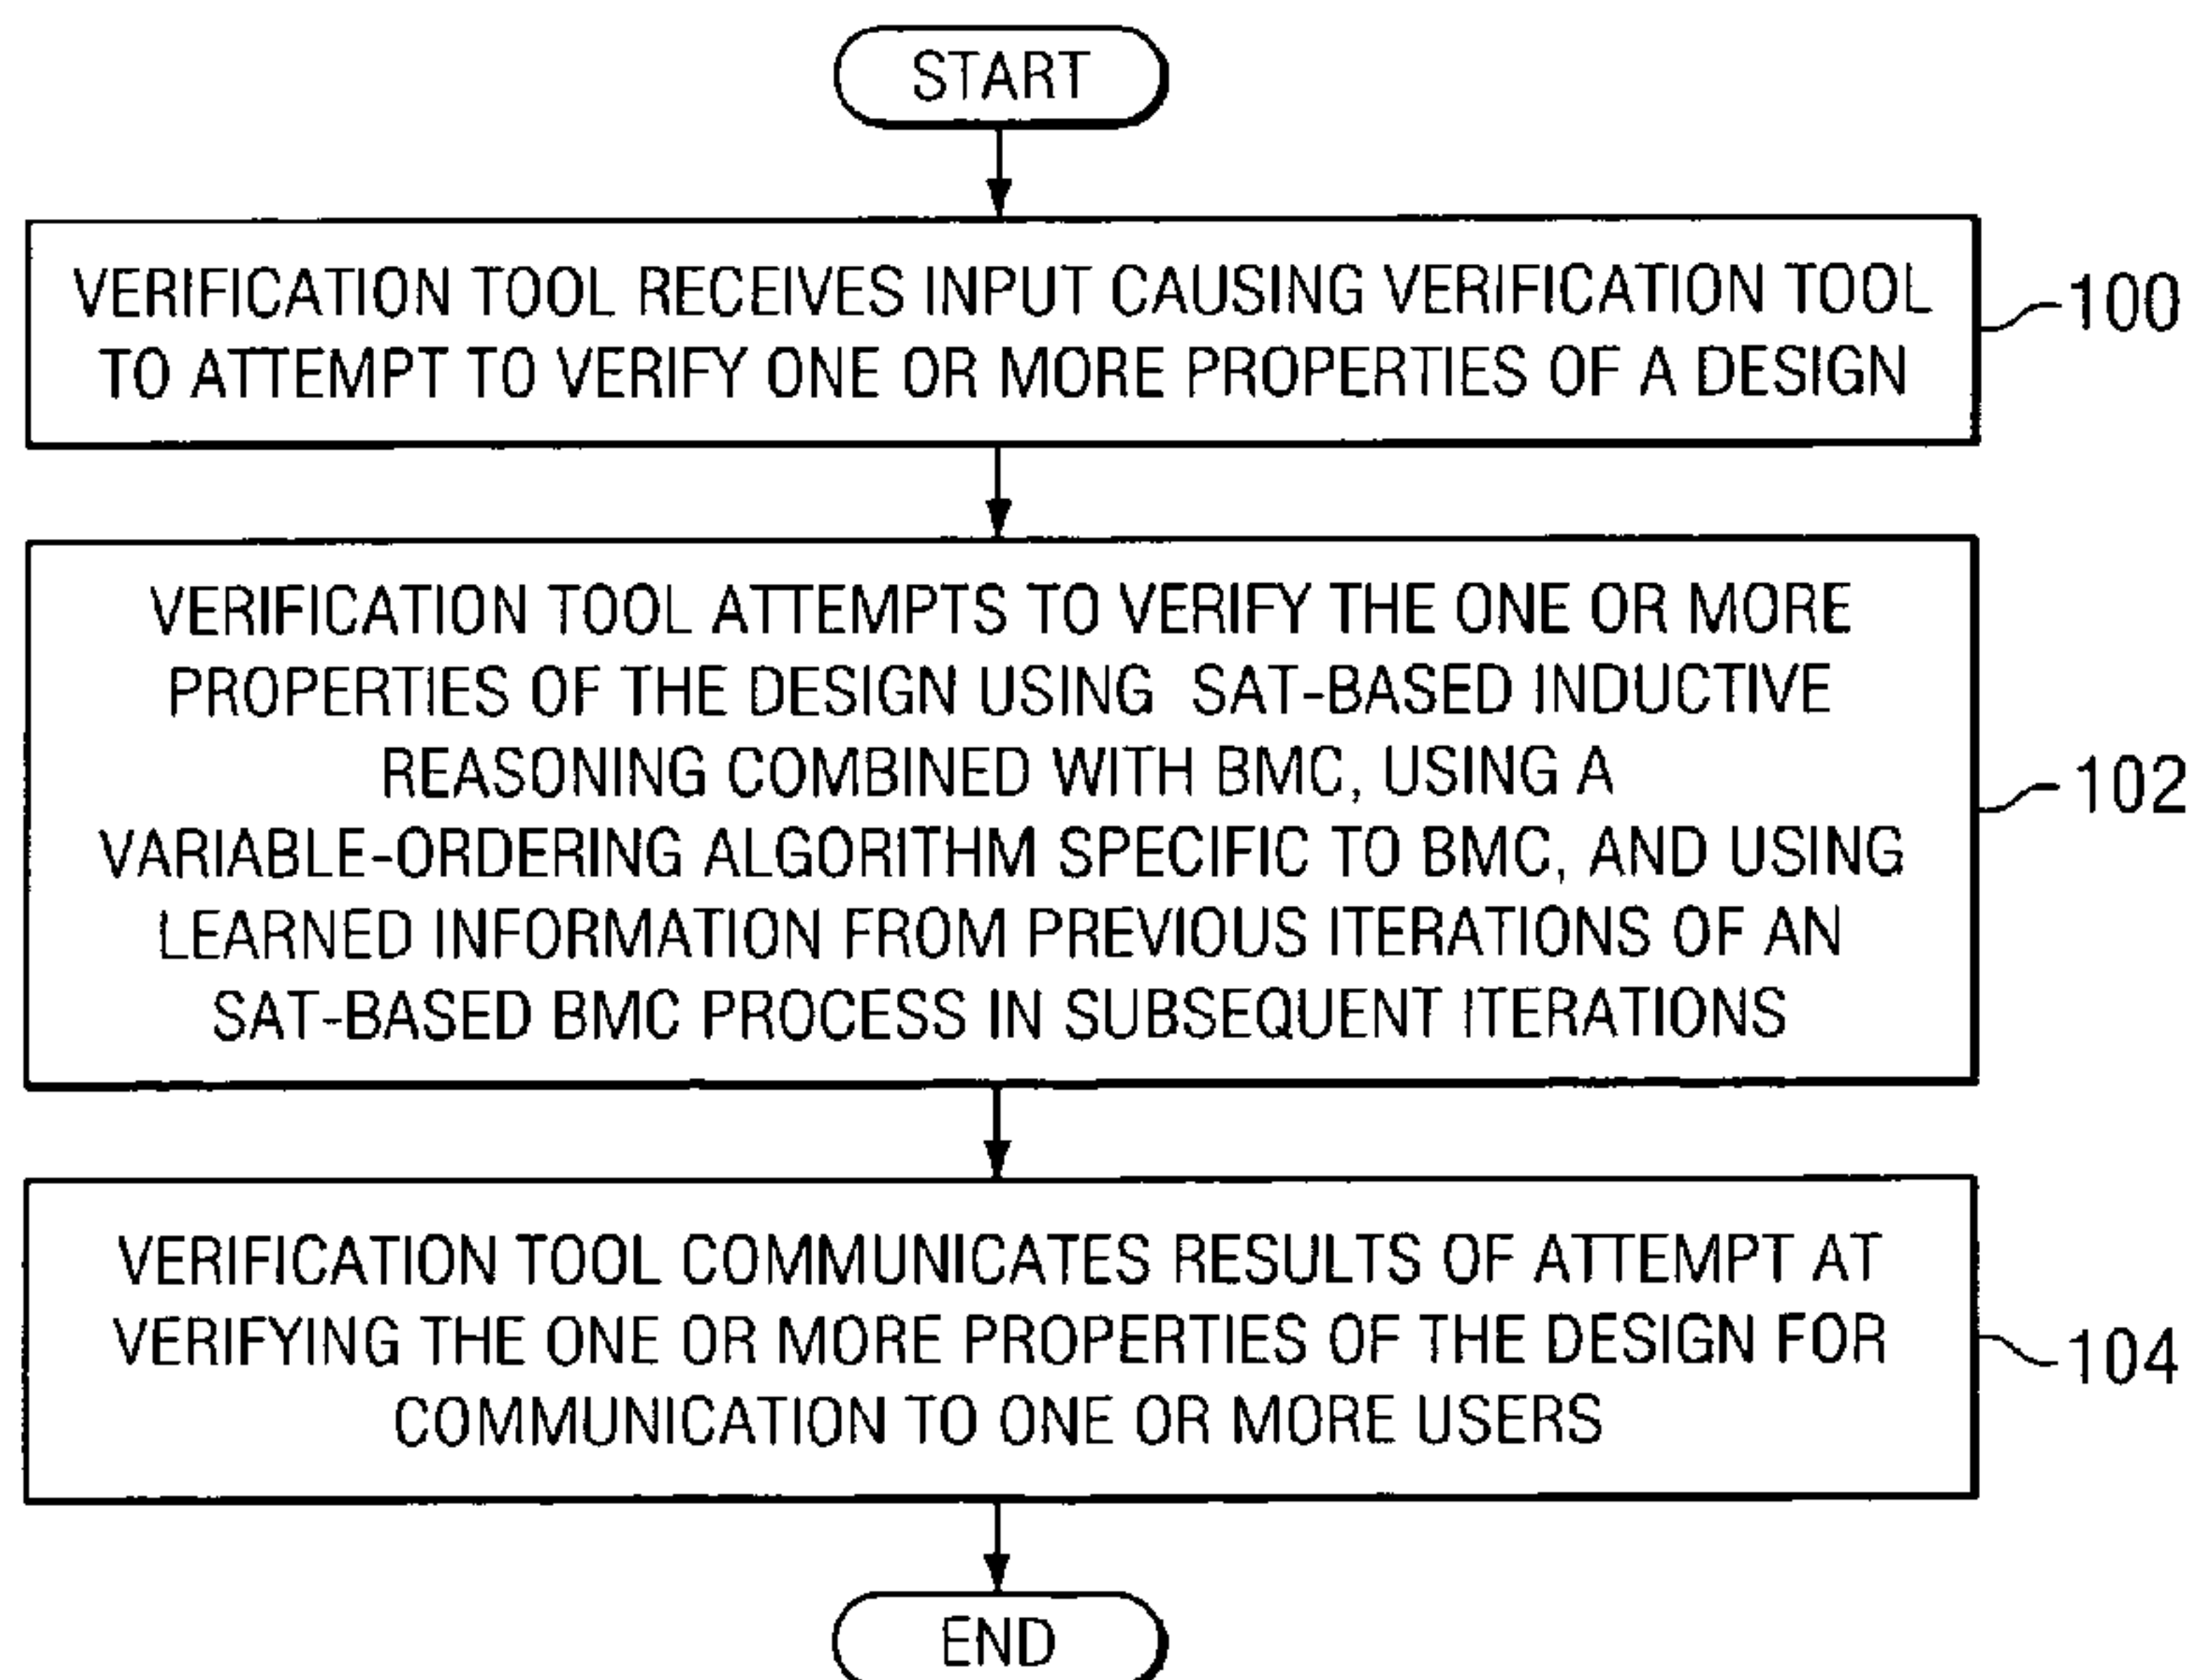 START
VERIFICATION TOOL RECEIVES INPUT CAUSING VERIFICATION TOOL
TO ATTEMPT TO VERIFY ONE OR MORE PROPERTIES OF A DESIGN
100
VERIFICATION TOOL ATTEMPTS TO VERIFY THE ONE OR MORE
PROPERTIES OF THE DESIGN USING SAT-BASED INDUCTIVE
REASONING COMBINED WITH BMC, USING A
VARIABLE-ORDERING ALGORITHM SPECIFIC TO BMC, AND USING
LEARNED INFORMATION FROM PREVIOUS ITERATIONS OF AN
SAT-BASED BMC PROCESS IN SUBSEQUENT ITERATIONS
102
VERIFICATION TOOL COMMUNICATES RESULTS OF ATTEMPT AT
VERIFYING THE ONE OR MORE PROPERTIES OF THE DESIGN FOR
COMMUNICATION TO ONE OR MORE USERS
104
END